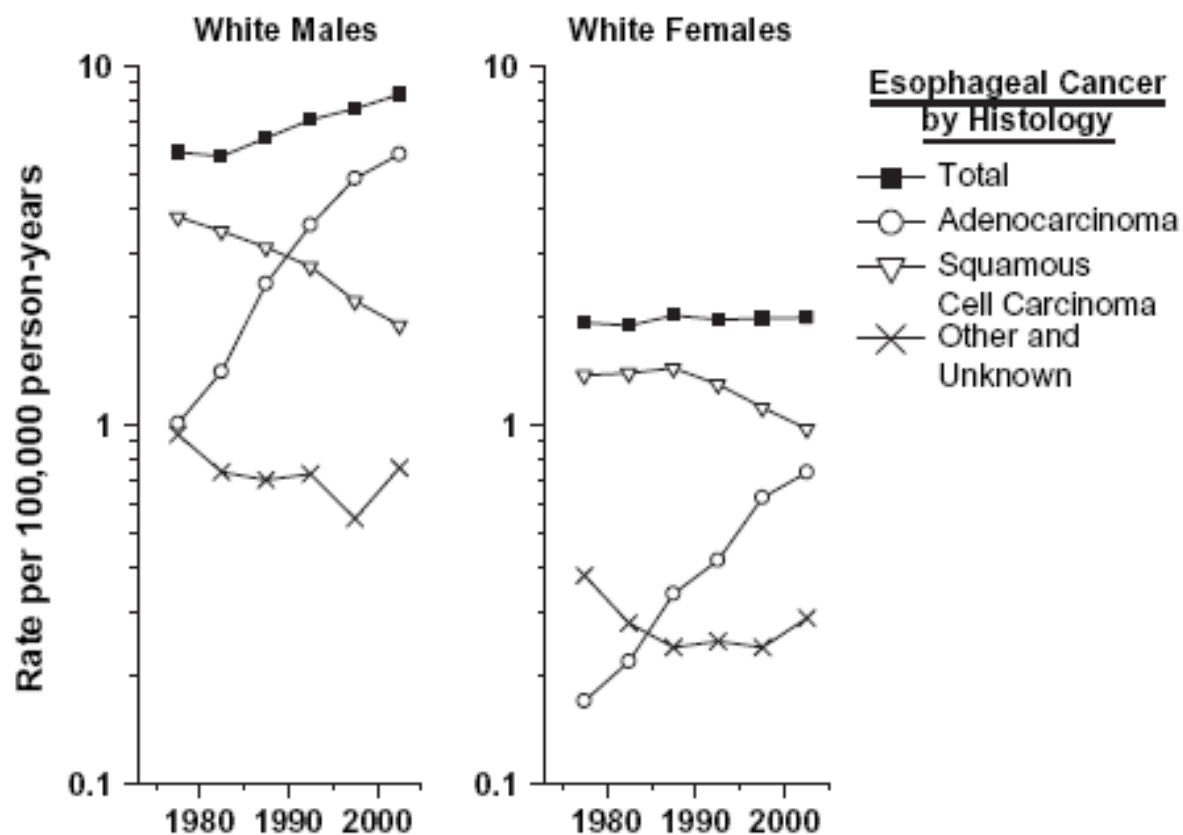 White Males
White Females
Esophageal Cancer
by Histology
Total
Adenocarcinoma
Squamous
Cell Carcinoma
Other and
Unknown
Rate per 100,000 person-years
10
1
0.1
1980 1990 2000
10
1
0.1
1980 1990 2000